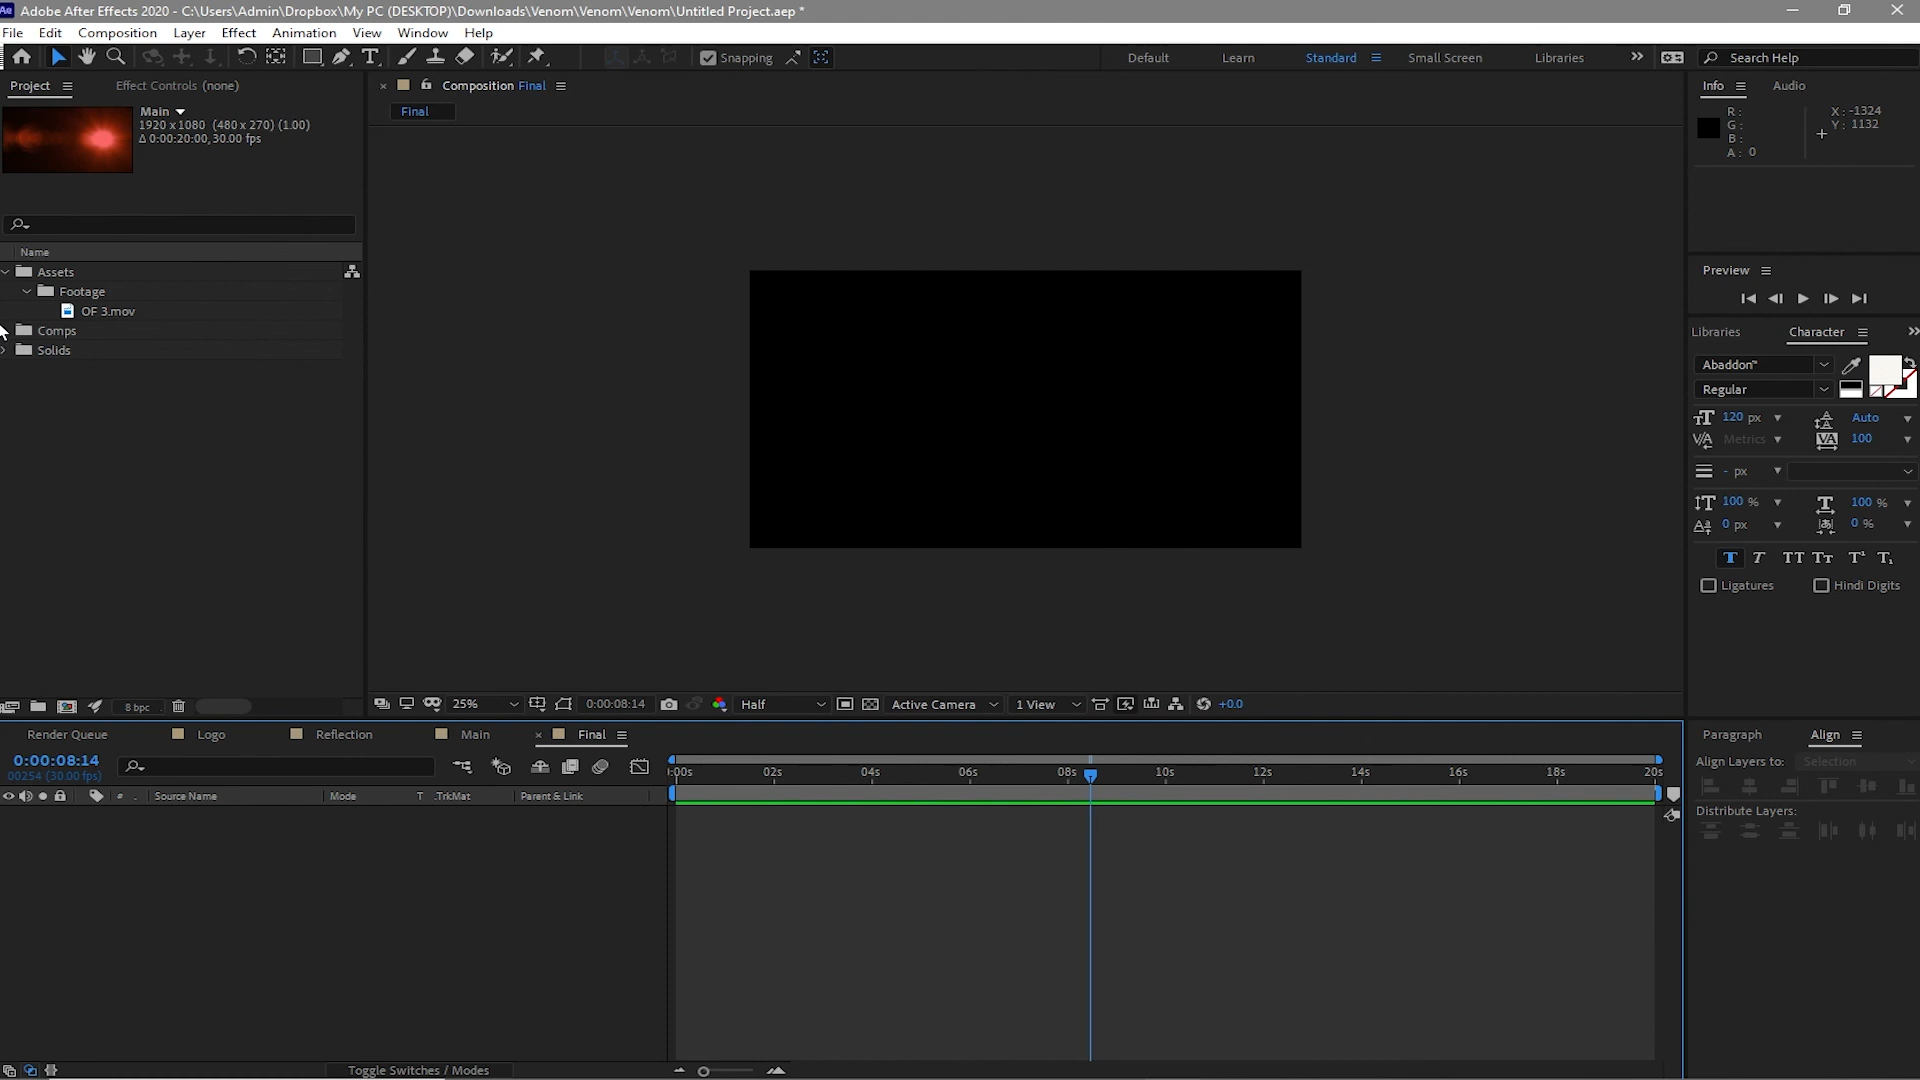 Ae Adobe After Effects 2020 - C:\Users\Admin\Dropbox\My PC (DESKTOP)\Downloads\Venom\Venom\Venom\Untitled Project.aep *
File Edit Composition Layer Effect Animation View Window Help
Snapping Default Learn Standard Small Screen Libraries Search Help
Project Effect Controls (none)
Main
1920 x 1080 (480 x 270) (1.00)
Δ 0:00:20:00, 30.00 fps
Name
Assets
Footage
OF 3.mov
Comps
Solids
8 bpc
Composition Final
Final
25% 0:00:08:14 Half Active Camera 1 View +0.0
Info Audio
R: X: -1324
G: Y: 1132
B:
A: 0
Preview
Libraries Character
Abaddon™
Regular
120 px Auto
Metrics 100
- px
100 % 100 %
0 px 0 %
T T TT Tt T¹ T₁
Ligatures Hindi Digits
Render Queue Logo Reflection Main Final
0:00:08:14
00254 (30.00 fps)
:00s 02s 04s 06s 08s 10s 12s 14s 16s 18s 20s
# Source Name Mode T .TrkMat Parent & Link
Toggle Switches / Modes
Paragraph Align
Align Layers to: Selection
Distribute Layers: